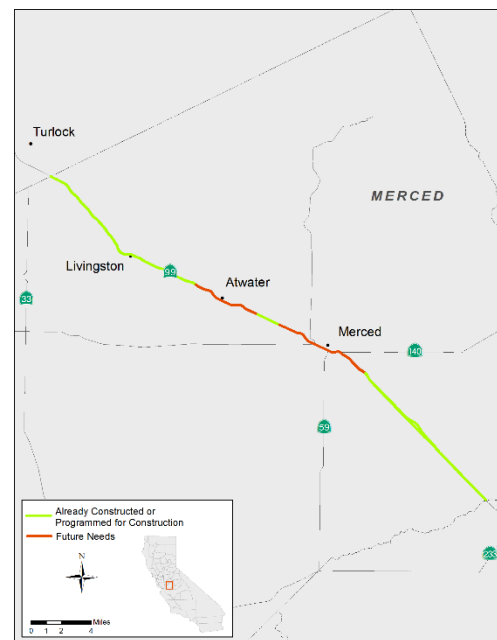 Turlock
MERCED
Livingston
99
Atwater
33
Merced
140
59
Already Constructed or
Programmed for Construction
Future Needs
N
0 1 2 4 Miles
233